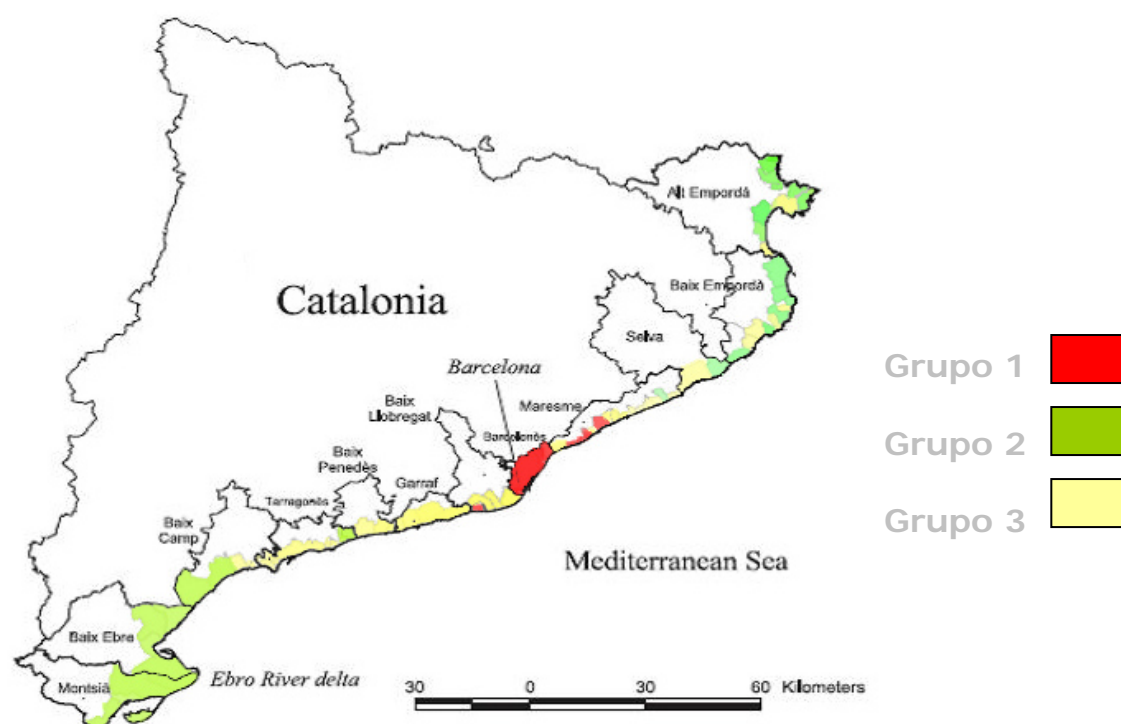 Alt Empordà
Baix Empordà
Catalonia
Selva
Barcelona
Grupo 1
Baix
Llobregat
Maresme
Barcelonès
Grupo 2
Baix
Penedès
Garraf
Tarragonès
Grupo 3
Baix
Camp
Mediterranean Sea
Baix Ebre
Ebro River delta
Montsià
30 0 30 60 Kilometers